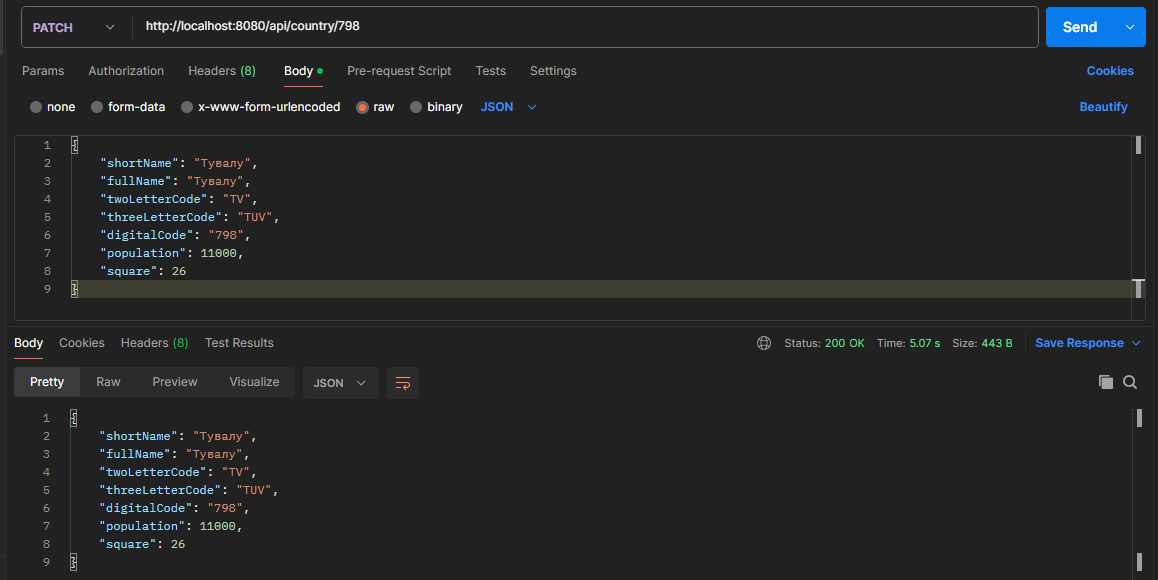 PATCH http://localhost:8080/api/country/798 Send
Params Authorization Headers (8) Body Pre-request Script Tests Settings Cookies
none form-data x-www-form-urlencoded raw binary JSON Beautify
1 {
2 "shortName": "Тувалу",
3 "fullName": "Тувалу",
4 "twoLetterCode": "TV",
5 "threeLetterCode": "TUV",
6 "digitalCode": "798",
7 "population": 11000,
8 "square": 26
9 }
Body Cookies Headers (8) Test Results Status: 200 OK Time: 5.07 s Size: 443 B Save Response
Pretty Raw Preview Visualize JSON
1 {
2 "shortName": "Тувалу",
3 "fullName": "Тувалу",
4 "twoLetterCode": "TV",
5 "threeLetterCode": "TUV",
6 "digitalCode": "798",
7 "population": 11000,
8 "square": 26
9 }